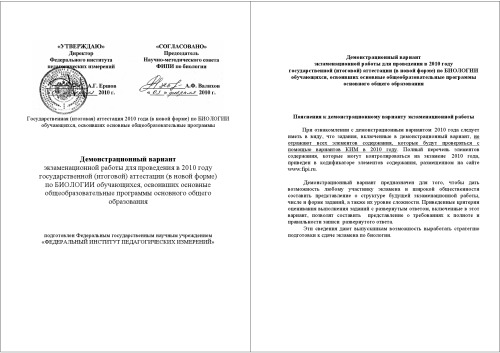 «УТВЕРЖДАЮ»
Директор
Федерального института
педагогических измерений
А.Г. Ершов
2010 г.
«СОГЛАСОВАНО»
Председатель
Научно-методического совета
ФИПИ по биологии
А.Ф. Валихов
2010 г.
Государственная (итоговая) аттестация 2010 года (в новой форме) по БИОЛОГИИ
обучающихся, освоивших основные общеобразовательные программы
Демонстрационный вариант
экзаменационной работы для проведения в 2010 году
государственной (итоговой) аттестации (в новой форме)
по БИОЛОГИИ обучающихся, освоивших основные
общеобразовательные программы основного общего
образования
подготовлен Федеральным государственным научным учреждением
«ФЕДЕРАЛЬНЫЙ ИНСТИТУТ ПЕДАГОГИЧЕСКИХ ИЗМЕРЕНИЙ»
Демонстрационный вариант
экзаменационной работы для проведения в 2010 году
государственной (итоговой) аттестации (в новой форме) по БИОЛОГИИ
обучающихся, освоивших основные общеобразовательные программы
основного общего образования
Пояснения к демонстрационному варианту экзаменационной работы
При ознакомлении с демонстрационным вариантом 2010 года следует
иметь в виду, что задания, включенные в демонстрационный вариант, не
отражают всех элементов содержания, которые будут проверяться с
помощью вариантов КИМ в 2010 году. Полный перечень элементов
содержания, которые могут контролироваться на экзамене 2010 года,
приведен в кодификаторе элементов содержания, размещенном на сайте
www.fipi.ru.
Демонстрационный вариант предназначен для того, чтобы дать
возможность любому участнику экзамена и широкой общественности
составить представление о структуре будущей экзаменационной работы,
числе и форме заданий, а также их уровне сложности. Приведенные критерии
оценивания выполнения заданий с развернутым ответом, включенные в этот
вариант, позволят составить представление о требованиях к полноте и
правильности записи развернутого ответа.
Эти сведения дают выпускникам возможность выработать стратегию
подготовки к сдаче экзамена по биологии.